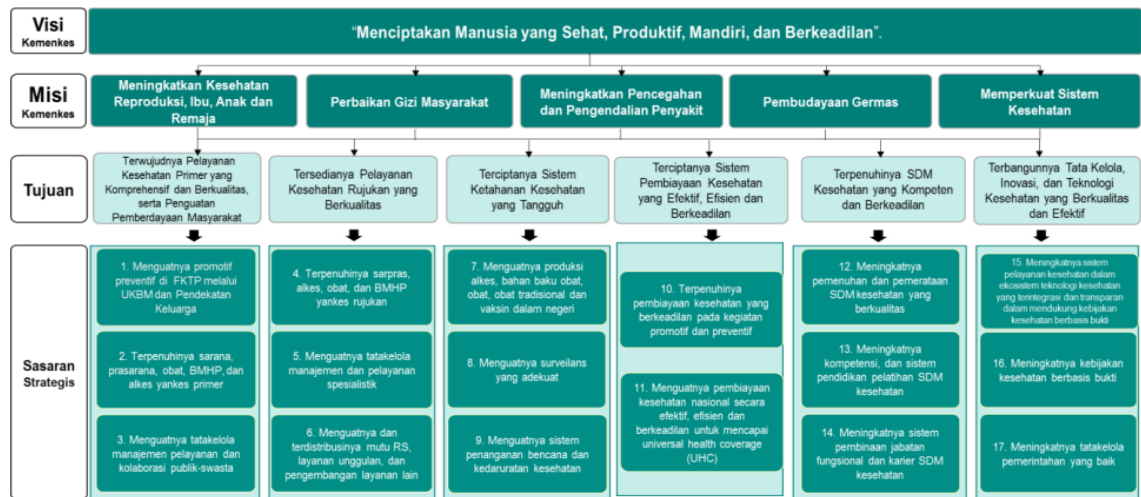 Visi
Kemenkes
“Menciptakan Manusia yang Sehat, Produktif, Mandiri, dan Berkeadilan”.
Misi
Kemenkes
Meningkatkan Kesehatan
Reproduksi, Ibu, Anak dan
Remaja
Perbaikan Gizi Masyarakat
Meningkatkan Pencegahan
dan Pengendalian Penyakit
Pembudayaan Germas
Memperkuat Sistem
Kesehatan
Tujuan
Terwujudnya Pelayanan
Kesehatan Primer yang
Komprehensif dan Berkualitas,
serta Penguatan
Pemberdayaan Masyarakat
Tersedianya Pelayanan
Kesehatan Rujukan yang
Berkualitas
Terciptanya Sistem
Ketahanan Kesehatan
yang Tangguh
Terciptanya Sistem
Pembiayaan Kesehatan
yang Efektif, Efisien dan
Berkeadilan
Terpenuhinya SDM
Kesehatan yang Kompeten
dan Berkeadilan
Terbangunnya Tata Kelola,
Inovasi, dan Teknologi
Kesehatan yang Berkualitas
dan Efektif
Sasaran
Strategis
1. Menguatnya promotif
preventif di FKTP melalui
UKBM dan Pendekatan
Keluarga
2. Terpenuhinya sarana,
prasarana, obat, BMHP, dan
alkes yankes primer
3. Menguatnya tatakelola
manajemen pelayanan dan
kolaborasi publik-swasta
4. Terpenuhinya sarpras,
alkes, obat, dan BMHP
yankes rujukan
5. Menguatnya tatakelola
manajemen dan pelayanan
spesialistik
6. Menguatnya dan
terdistribusinya mutu RS,
layanan unggulan, dan
pengembangan layanan lain
7. Menguatnya produksi
alkes, bahan baku obat,
obat, obat tradisional dan
vaksin dalam negeri
8. Menguatnya surveilans
yang adekuat
9. Menguatnya sistem
penanganan bencana dan
kedaruratan kesehatan
10. Terpenuhinya
pembiayaan kesehatan yang
berkeadilan pada kegiatan
promotif dan preventif
11. Menguatnya pembiayaan
kesehatan nasional secara
efektif, efisien dan
berkeadilan untuk mencapai
universal health coverage
(UHC)
12. Meningkatnya
pemenuhan dan pemerataan
SDM kesehatan yang
berkualitas
13. Meningkatnya
kompetensi, dan sistem
pendidikan pelatihan SDM
kesehatan
14. Meningkatnya sistem
pembinaan jabatan
fungsional dan karier SDM
kesehatan
15. Meningkatnya sistem
pelayanan kesehatan dalam
ekosistem teknologi kesehatan
yang terintegrasi dan transparan
dalam mendukung kebijakan
kesehatan berbasis bukti
16. Meningkatnya kebijakan
kesehatan berbasis bukti
17. Meningkatnya tatakelola
pemerintahan yang baik